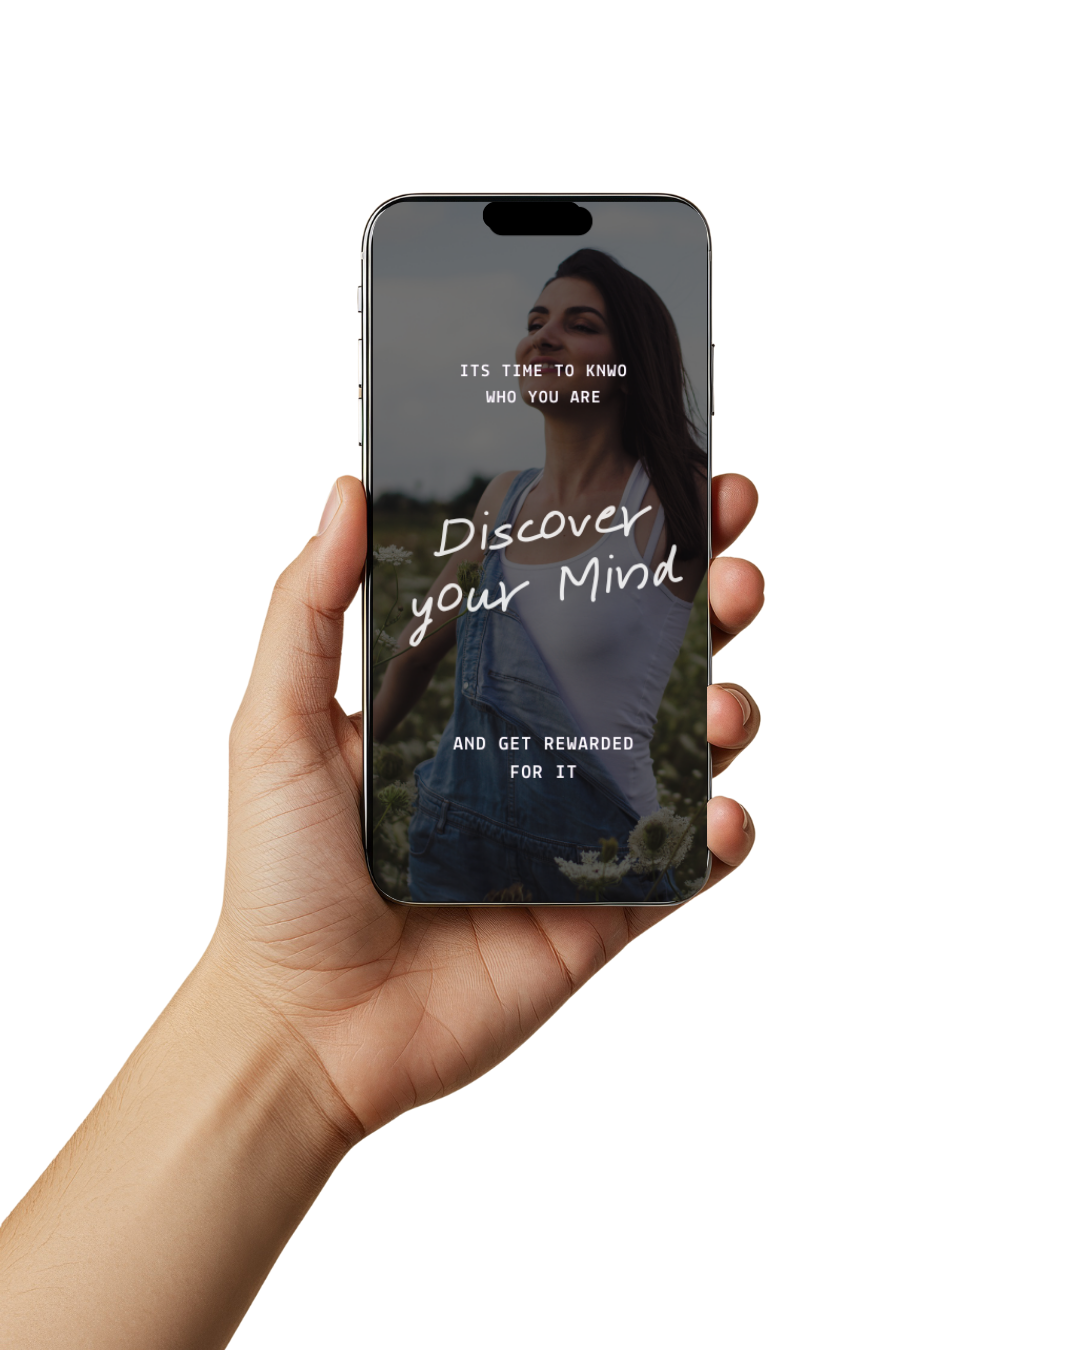 ITS TIME TO KNWO
WHO YOU ARE
Discover
your Mind
AND GET REWARDED
FOR IT